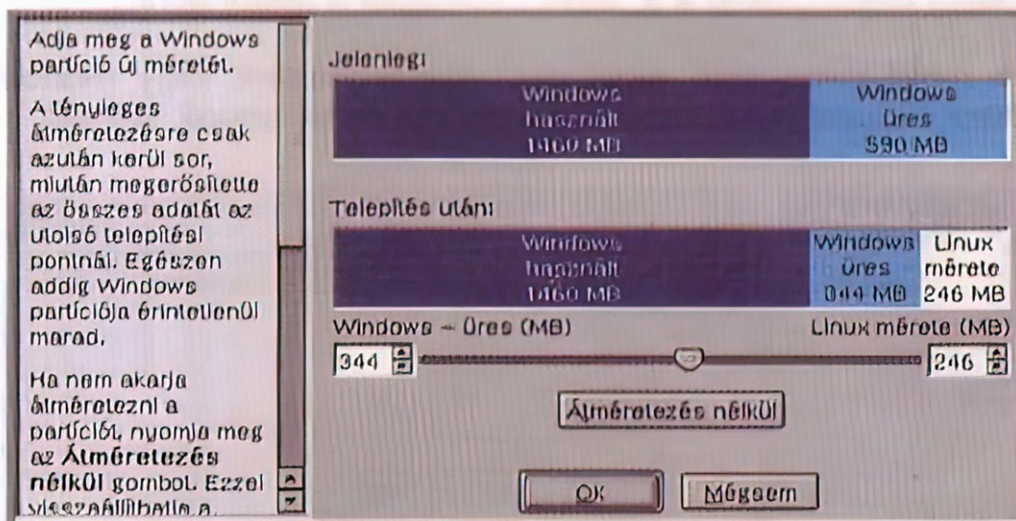 Adja meg a Windows
partíció új méretét.
A tényleges
átméretezésre csak
azután kerül sor,
miután megerősítette
az összes adatát az
utolsó telepítési
pontnál. Egészen
addig Windows
partíciója érintetlenül
marad.
Ha nem akarja
átméretezni a
partíciót, nyomja meg
az Átméretezés
nélkül gombot. Ezzel
visszaállíthatja a
Jelenleg:
Windows
használt
1460 MB
Windows
üres
590 MB
Telepítés után:
Windows
használt
1460 MB
Windows
üres
344 MB
Linux
mérete
246 MB
Windows – üres (MB)
Linux mérete (MB)
344
246
Átméretezés nélkül
OK
Mégsem